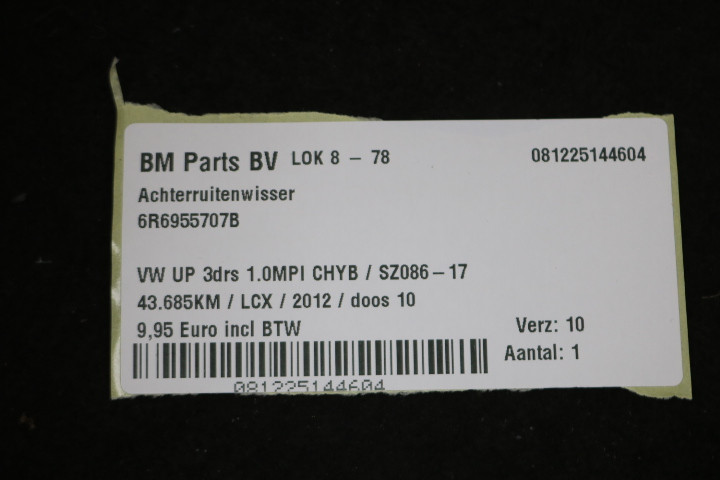 BM Parts BV LOK 8 - 78 081225144604
Achterruitenwisser
6R6955707B
VW UP 3drs 1.0MPI CHYB / SZ086-17
43.685KM / LCX / 2012 / doos 10
9,95 Euro incl BTW Verz: 10
Aantal: 1
081225144604